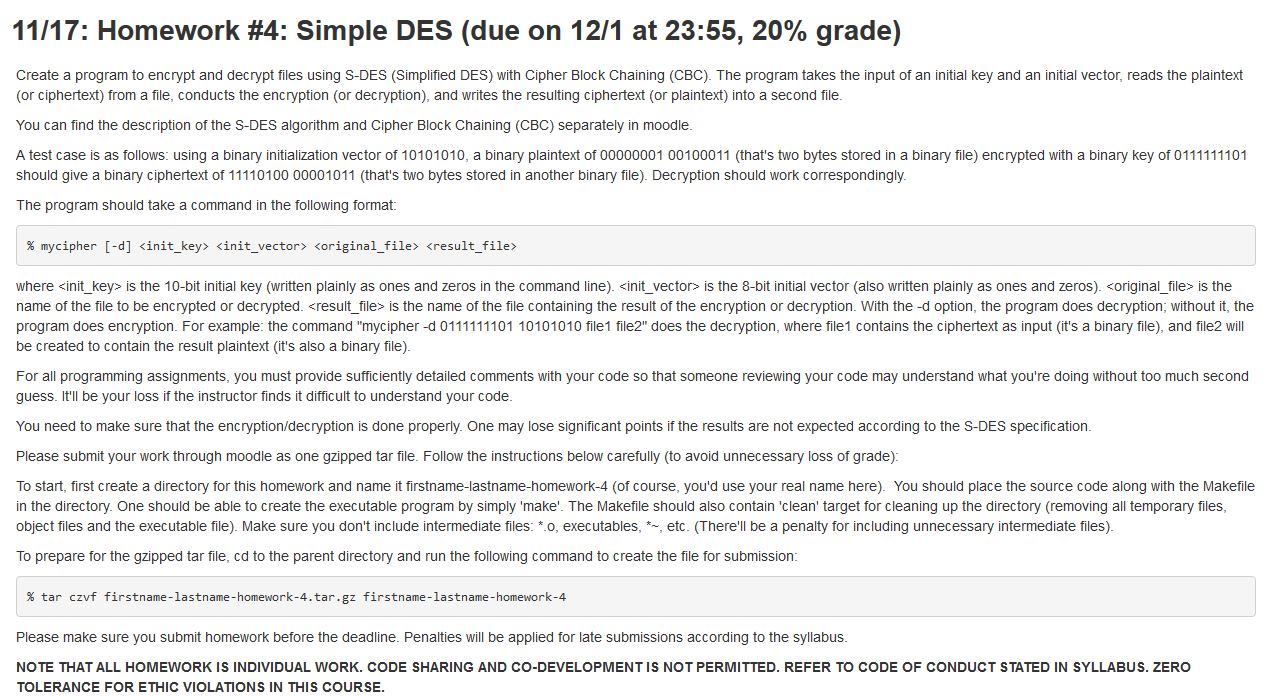 11/17: Homework #4: Simple DES (due on 12/1 at 23:55, 20% grade)
Create a program to encrypt and decrypt files using S-DES (Simplified DES) with Cipher Block Chaining (CBC). The program takes the input of an initial key and an initial vector, reads the plaintext
(or ciphertext) from a file, conducts the encryption (or decryption), and writes the resulting ciphertext (or plaintext) into a second file.
You can find the description of the S-DES algorithm and Cipher Block Chaining (CBC) separately in moodle.
A test case is as follows: using a binary initialization vector of 10101010, a binary plaintext of 00000001 00100011 (that's two bytes stored in a binary file) encrypted with a binary key of 0111111101
should give a binary ciphertext of 11110100 00001011 (that's two bytes stored in another binary file). Decryption should work correspondingly.
The program should take a command in the following format:
% mycipher [-d] <init_key> <init_vector> <original_file> <result_file>
where <init_key> is the 10-bit initial key (written plainly as ones and zeros in the command line). <init_vector> is the 8-bit initial vector (also written plainly as ones and zeros). <original_file> is the
name of the file to be encrypted or decrypted. <result_file> is the name of the file containing the result of the encryption or decryption. With the -d option, the program does decryption; without it, the
program does encryption. For example: the command "mycipher -d 0111111101 10101010 file1 file2" does the decryption, where file1 contains the ciphertext as input (it's a binary file), and file2 will
be created to contain the result plaintext (it's also a binary file).
For all programming assignments, you must provide sufficiently detailed comments with your code so that someone reviewing your code may understand what you're doing without too much second
guess. It'll be your loss if the instructor finds it difficult to understand your code.
You need to make sure that the encryption/decryption is done properly. One may lose significant points if the results are not expected according to the S-DES specification.
Please submit your work through moodle as one gzipped tar file. Follow the instructions below carefully (to avoid unnecessary loss of grade):
To start, first create a directory for this homework and name it firstname-lastname-homework-4 (of course, you'd use your real name here).  You should place the source code along with the Makefile
in the directory. One should be able to create the executable program by simply 'make'. The Makefile should also contain 'clean' target for cleaning up the directory (removing all temporary files,
object files and the executable file). Make sure you don't include intermediate files: *.o, executables, *~, etc. (There'll be a penalty for including unnecessary intermediate files).
To prepare for the gzipped tar file, cd to the parent directory and run the following command to create the file for submission:
% tar czvf firstname-lastname-homework-4.tar.gz firstname-lastname-homework-4
Please make sure you submit homework before the deadline. Penalties will be applied for late submissions according to the syllabus.
NOTE THAT ALL HOMEWORK IS INDIVIDUAL WORK. CODE SHARING AND CO-DEVELOPMENT IS NOT PERMITTED. REFER TO CODE OF CONDUCT STATED IN SYLLABUS. ZERO
TOLERANCE FOR ETHIC VIOLATIONS IN THIS COURSE.